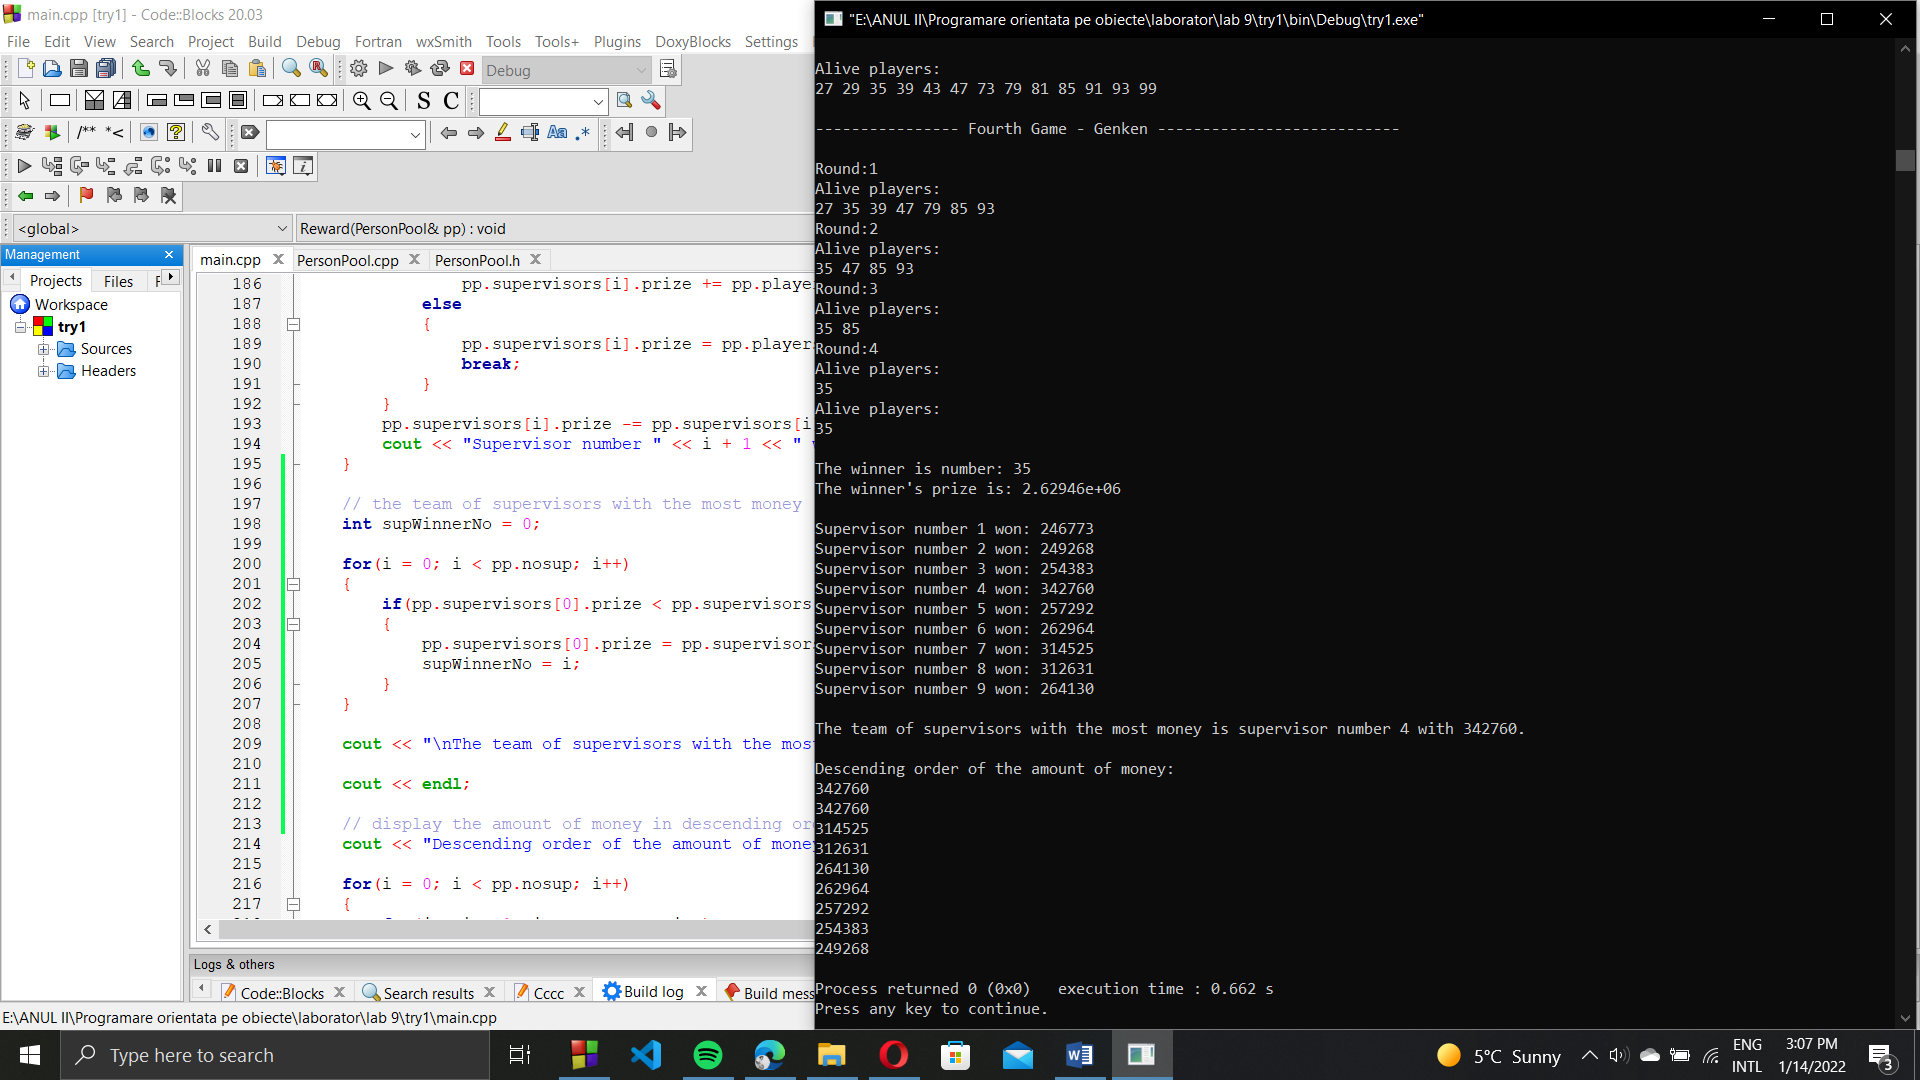 main.cpp [try1] - Code::Blocks 20.03
File Edit View Search Project Build Debug Fortran wxSmith Tools Tools+ Plugins DoxyBlocks Settings
Debug
S C
/** *<
Aa .*
<global>
Reward(PersonPool& pp) : void
Management
Projects Files
Workspace
try1
Sources
Headers
main.cpp PersonPool.cpp PersonPool.h
186 pp.supervisors[i].prize += pp.player
187 else
188 {
189 pp.supervisors[i].prize = pp.player
190 break;
191 }
192 }
193 pp.supervisors[i].prize -= pp.supervisors[i
194 cout << "Supervisor number " << i + 1 << "
195 }
196
197 // the team of supervisors with the most money
198 int supWinnerNo = 0;
199
200 for(i = 0; i < pp.nosup; i++)
201 {
202 if(pp.supervisors[0].prize < pp.supervisors
203 {
204 pp.supervisors[0].prize = pp.supervisor
205 supWinnerNo = i;
206 }
207 }
208
209 cout << "\nThe team of supervisors with the mos
210
211 cout << endl;
212
213 // display the amount of money in descending or
214 cout << "Descending order of the amount of mone
215
216 for(i = 0; i < pp.nosup; i++)
217 {
Logs & others
Code::Blocks Search results Cccc Build log Build mess
E:\ANUL II\Programare orientata pe obiecte\laborator\lab 9\try1\main.cpp
"E:\ANUL II\Programare orientata pe obiecte\laborator\lab 9\try1\bin\Debug\try1.exe"
Alive players:
27 29 35 39 43 47 73 79 81 85 91 93 99
---------------- Fourth Game - Genken ---------------------------
Round:1
Alive players:
27 35 39 47 79 85 93
Round:2
Alive players:
35 47 85 93
Round:3
Alive players:
35 85
Round:4
Alive players:
35
Alive players:
35
The winner is number: 35
The winner's prize is: 2.62946e+06
Supervisor number 1 won: 246773
Supervisor number 2 won: 249268
Supervisor number 3 won: 254383
Supervisor number 4 won: 342760
Supervisor number 5 won: 257292
Supervisor number 6 won: 262964
Supervisor number 7 won: 314525
Supervisor number 8 won: 312631
Supervisor number 9 won: 264130
The team of supervisors with the most money is supervisor number 4 with 342760.
Descending order of the amount of money:
342760
342760
314525
312631
264130
262964
257292
254383
249268
Process returned 0 (0x0)   execution time : 0.662 s
Press any key to continue.
Type here to search
5°C Sunny
ENG
INTL
3:07 PM
1/14/2022
3